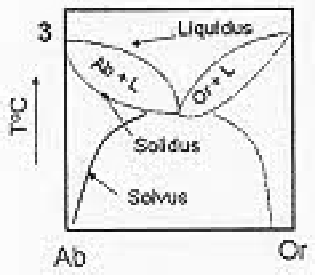 3
Liquidus
Ab + L
Or + L
T°C
Solidus
Solvus
Ab
Or